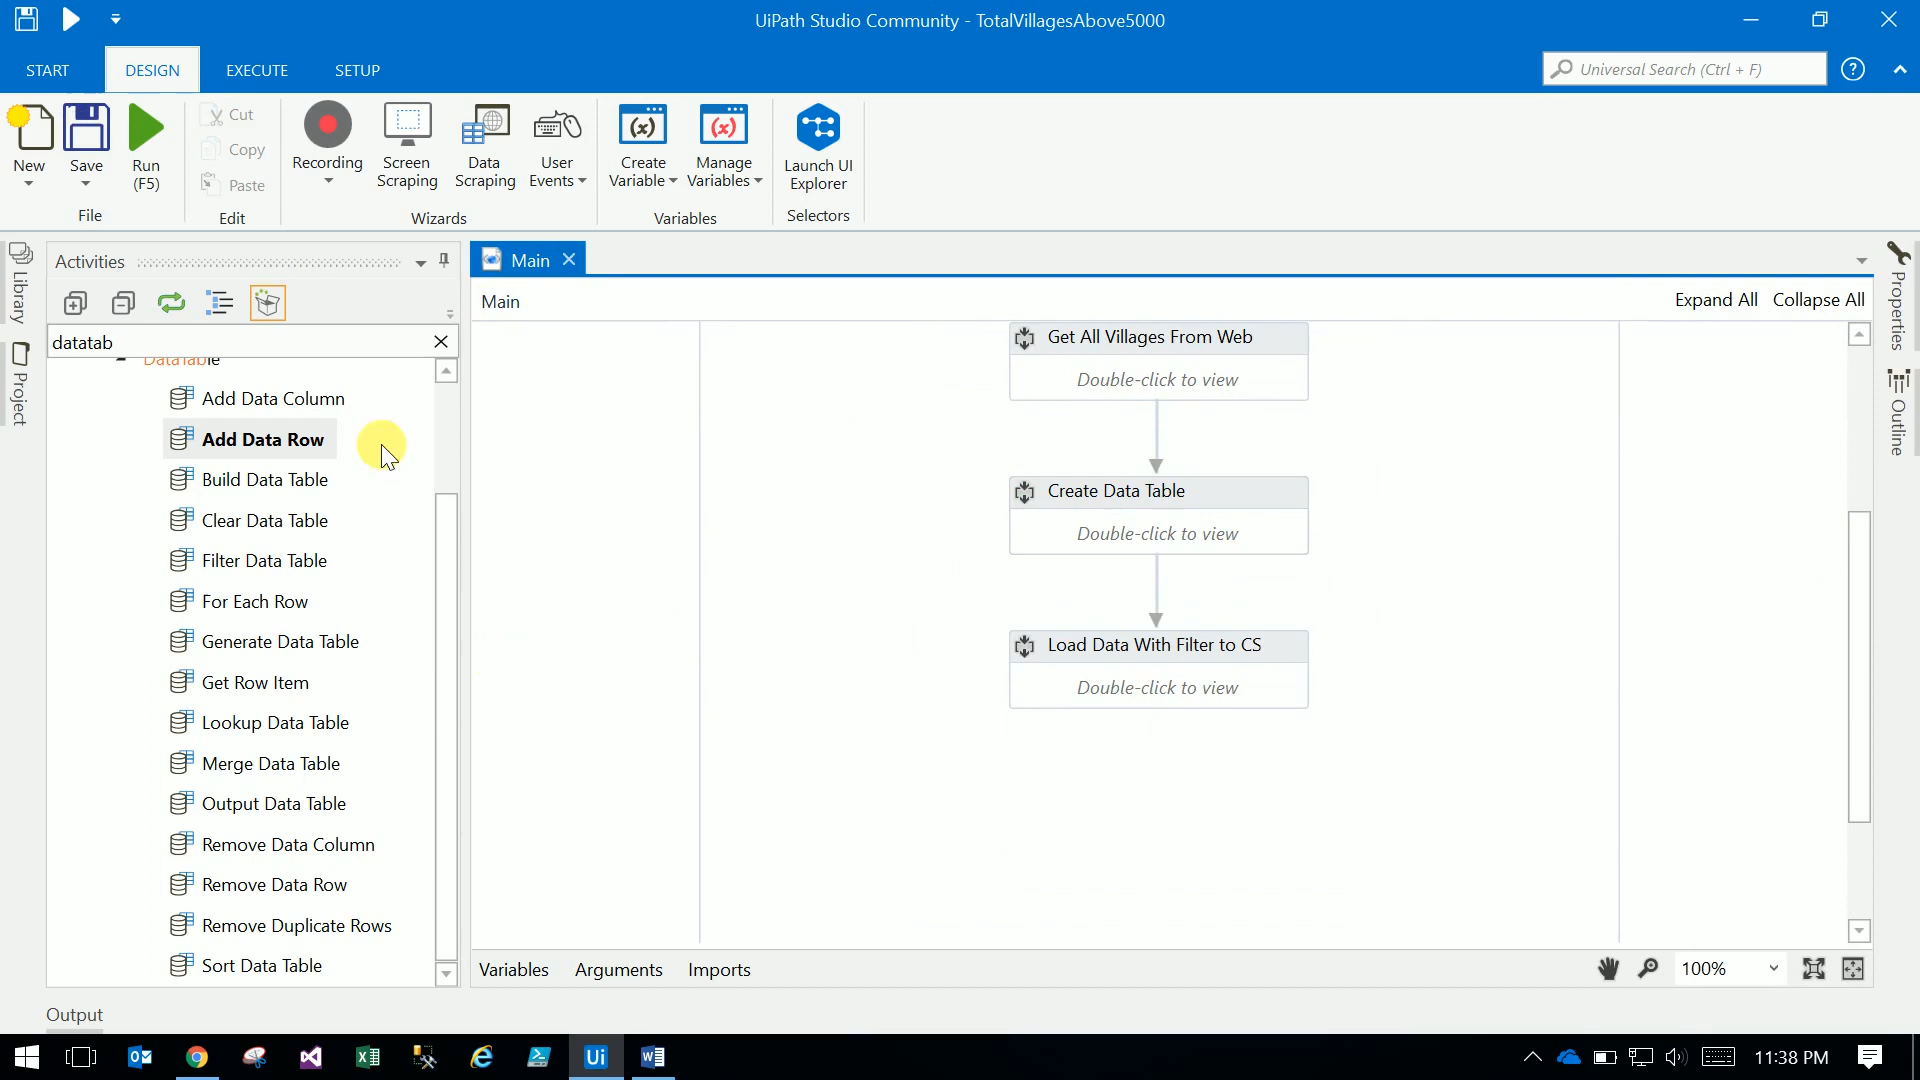 UiPath Studio Community - TotalVillagesAbove5000
START
DESIGN
EXECUTE
SETUP
Universal Search (Ctrl + F)
?
New
Save
Run
(F5)
File
Cut
Copy
Paste
Edit
Recording
Screen
Scraping
Data
Scraping
User
Events
Wizards
(x)
Create
Variable
(x)
Manage
Variables
Variables
Launch UI
Explorer
Selectors
Library
Project
Activities
datatab
DataTable
Add Data Column
Add Data Row
Build Data Table
Clear Data Table
Filter Data Table
For Each Row
Generate Data Table
Get Row Item
Lookup Data Table
Merge Data Table
Output Data Table
Remove Data Column
Remove Data Row
Remove Duplicate Rows
Sort Data Table
Main
Main
Expand All
Collapse All
Get All Villages From Web
Double-click to view
Create Data Table
Double-click to view
Load Data With Filter to CS
Double-click to view
Properties
Outline
Variables
Arguments
Imports
100%
Output
Ui
11:38 PM